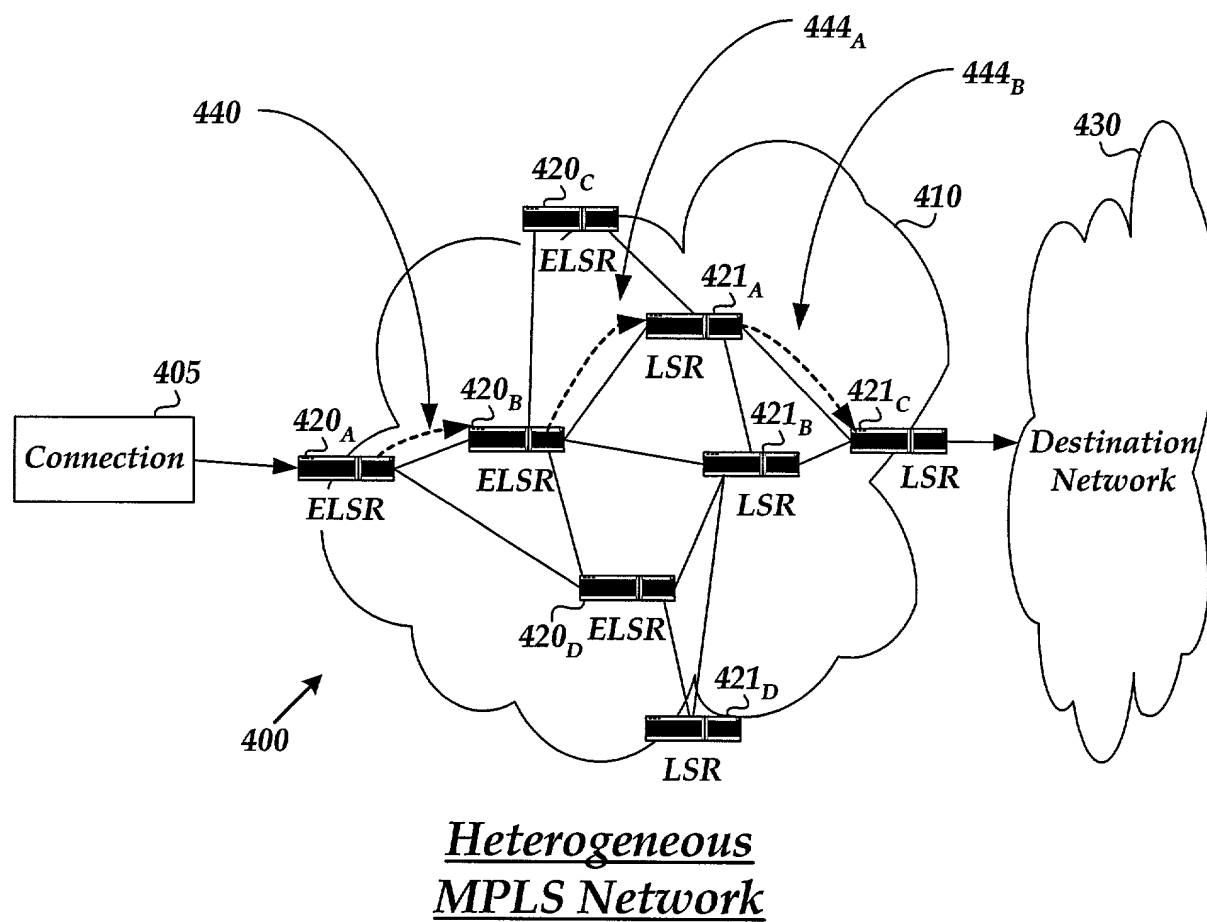 444A
444B
440
430
420C
410
ELSR
421A
LSR
405
420B
421C
420A
421B
Connection
ELSR
ELSR
LSR
LSR
Destination
Network
420D
ELSR
421D
400
LSR
Heterogeneous
MPLS Network